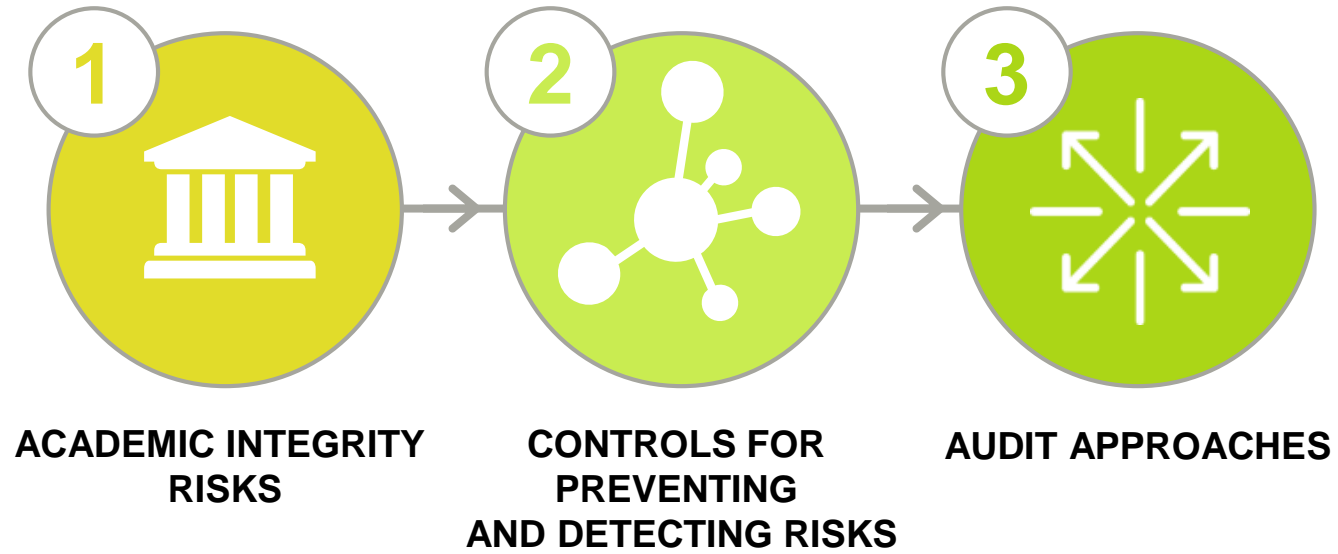 1
2
3
ACADEMIC INTEGRITY
RISKS
CONTROLS FOR
PREVENTING
AND DETECTING RISKS
AUDIT APPROACHES